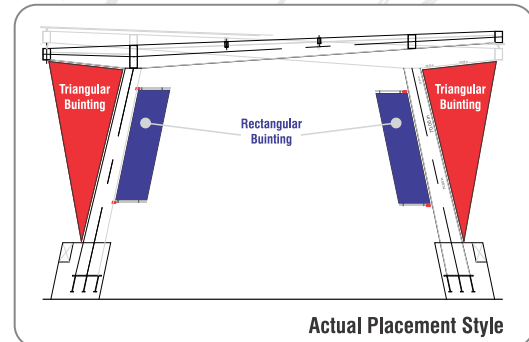 Triangular
Buinting
Triangular
Buinting
Rectangular
Buinting
Actual Placement Style